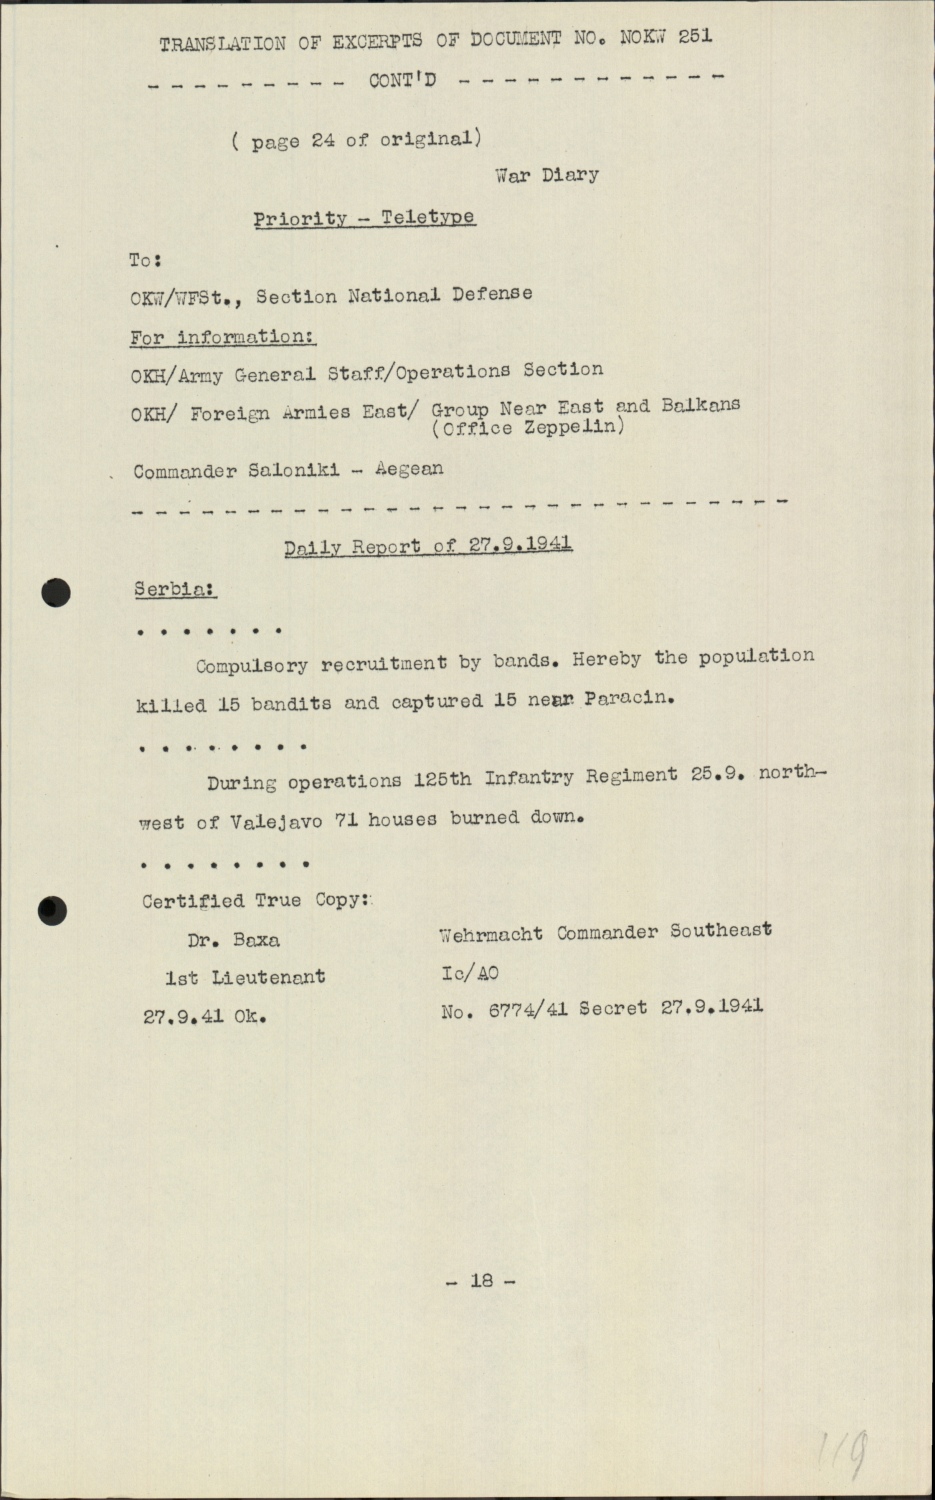 TRANSLATION OF EXCERPTS OF DOCUMENT NO. NOKW 251
- - - - - - - - - - CONT'D - - - - - - - - - - - -
( page 24 of original)
War Diary
Priority - Teletype
To:
OKW/WFSt., Section National Defense
For information:
OKH/Army General Staff/Operations Section
OKH/ Foreign Armies East/ Group Near East and Balkans
(Office Zeppelin)
Commander Saloniki - Aegean
- - - - - - - - - - - - - - - - - - - - - - - - - - - - -
Daily Report of 27.9.1941
Serbia:
. . . . . . .
Compulsory recruitment by bands. Hereby the population
killed 15 bandits and captured 15 near Paracin.
. . . . . . . .
During operations 125th Infantry Regiment 25.9. north-
west of Valejavo 71 houses burned down.
. . . . . . . .
Certified True Copy:
Dr. Baxa
1st Lieutenant
27.9.41 Ok.
Wehrmacht Commander Southeast
Ic/AO
No. 6774/41 Secret 27.9.1941
- 18 -
119